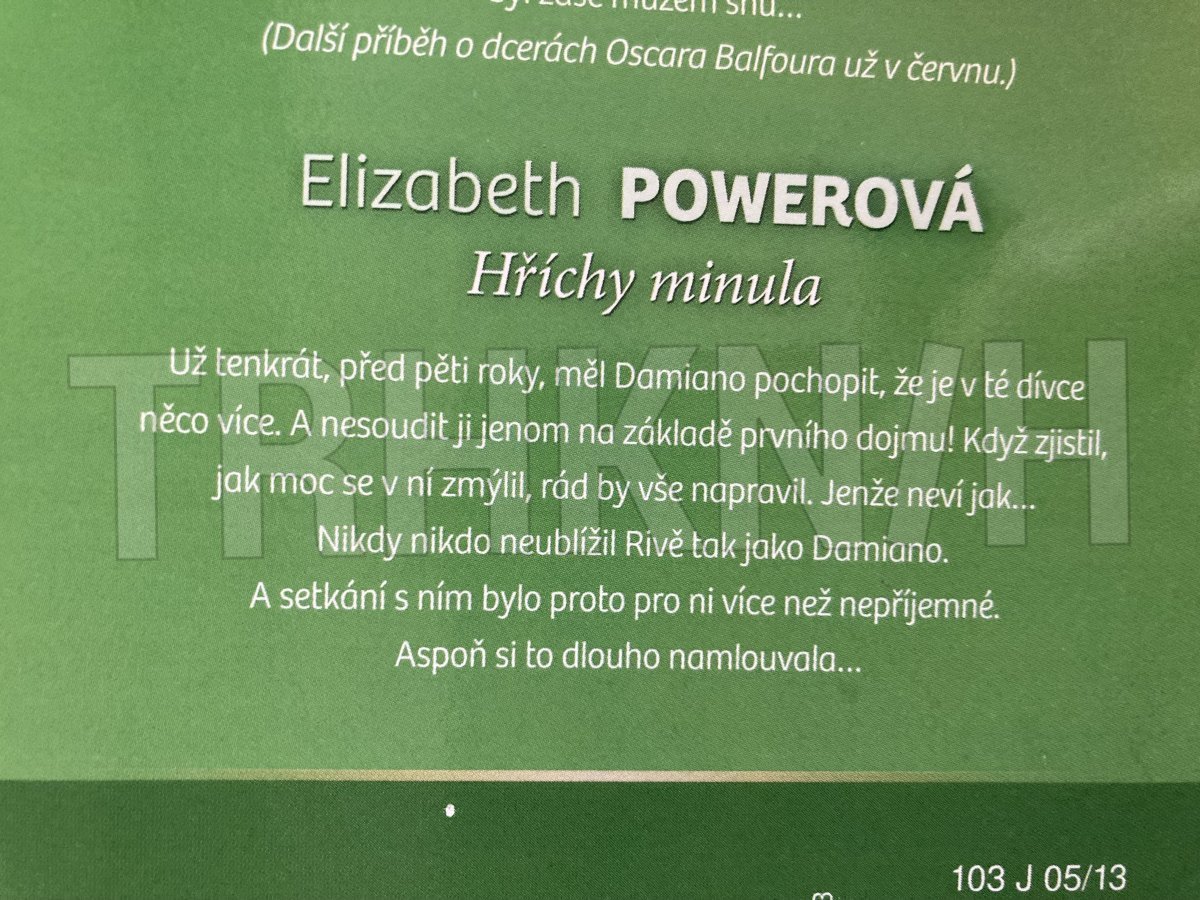 mužem snů...
(Další příběh o dcerách Oscara Balfoura už v červnu.)
Elizabeth POWEROVÁ
Hříchy minula
Už tenkrát, před pěti roky, měl Damiano pochopit, že je v té dívce
něco více. A nesoudit ji jenom na základě prvního dojmu! Když zjistil,
jak moc se v ní zmýlil, rád by vše napravil. Jenže neví jak...
Nikdy nikdo neublížil Rivě tak jako Damiano.
A setkání s ním bylo proto pro ni více než nepříjemné.
Aspoň si to dlouho namlouvala...
TRHKNIH
103 J 05/13